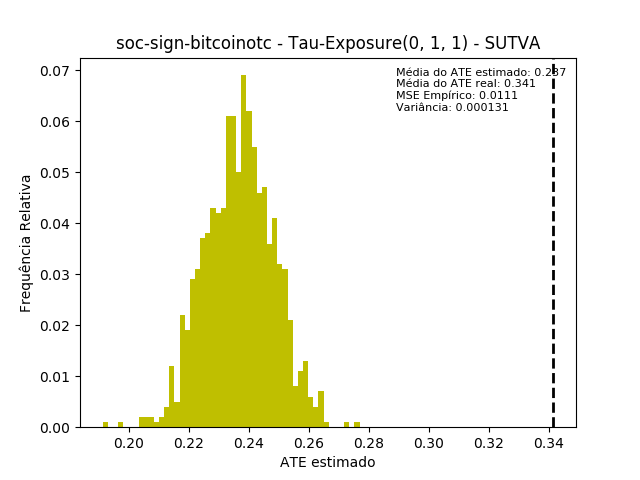 soc-sign-bitcoinotc - Tau-Exposure(0, 1, 1) - SUTVA
Média do ATE estimado: 0.237
Média do ATE real: 0.341
MSE Empírico: 0.0111
Variância: 0.000131
Frequência Relativa
0.07
0.06
0.05
0.04
0.03
0.02
0.01
0.00
0.20 0.22 0.24 0.26 0.28 0.30 0.32 0.34
ATE estimado